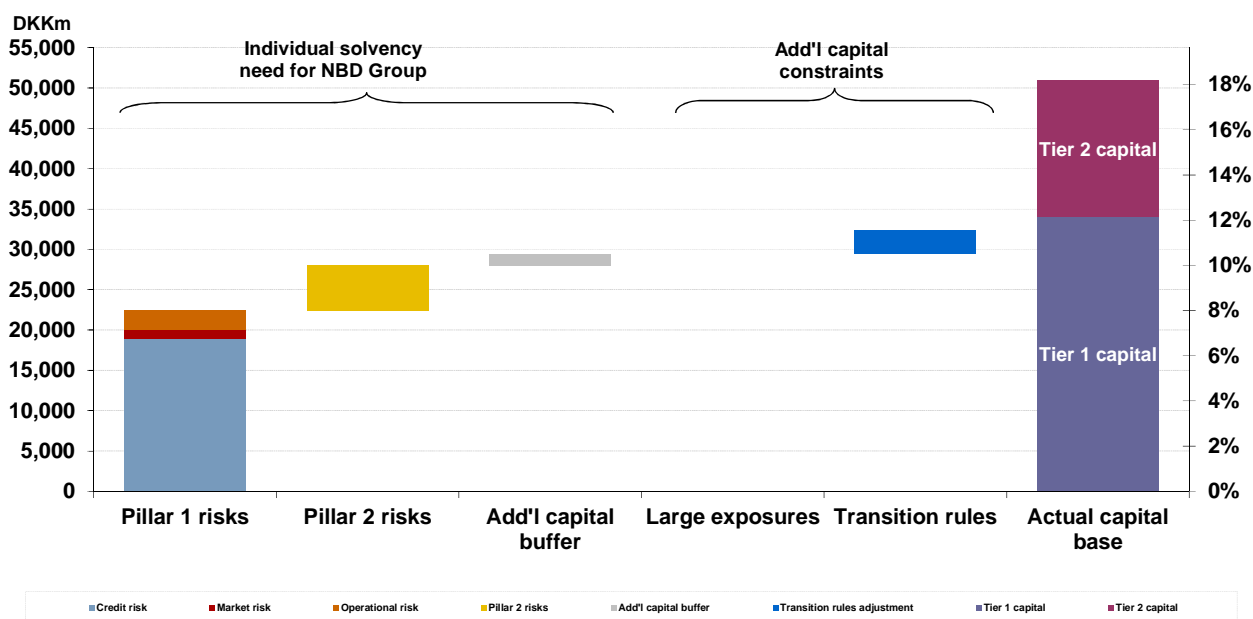 DKKm
55,000
50,000
45,000
40,000
35,000
30,000
25,000
20,000
15,000
10,000
5,000
0
Individual solvency
need for NBD Group
Add'l capital
constraints
Tier 2 capital
Tier 1 capital
18%
16%
14%
12%
10%
8%
6%
4%
2%
0%
Pillar 1 risks
Pillar 2 risks
Add'l capital
buffer
Large exposures
Transition rules
Actual capital
base
Credit risk
Market risk
Operational risk
Pillar 2 risks
Add'l capital buffer
Transition rules adjustment
Tier 1 capital
Tier 2 capital